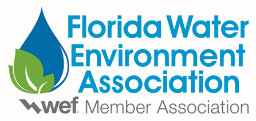 Florida Water
Environment
Association
wef Member Association